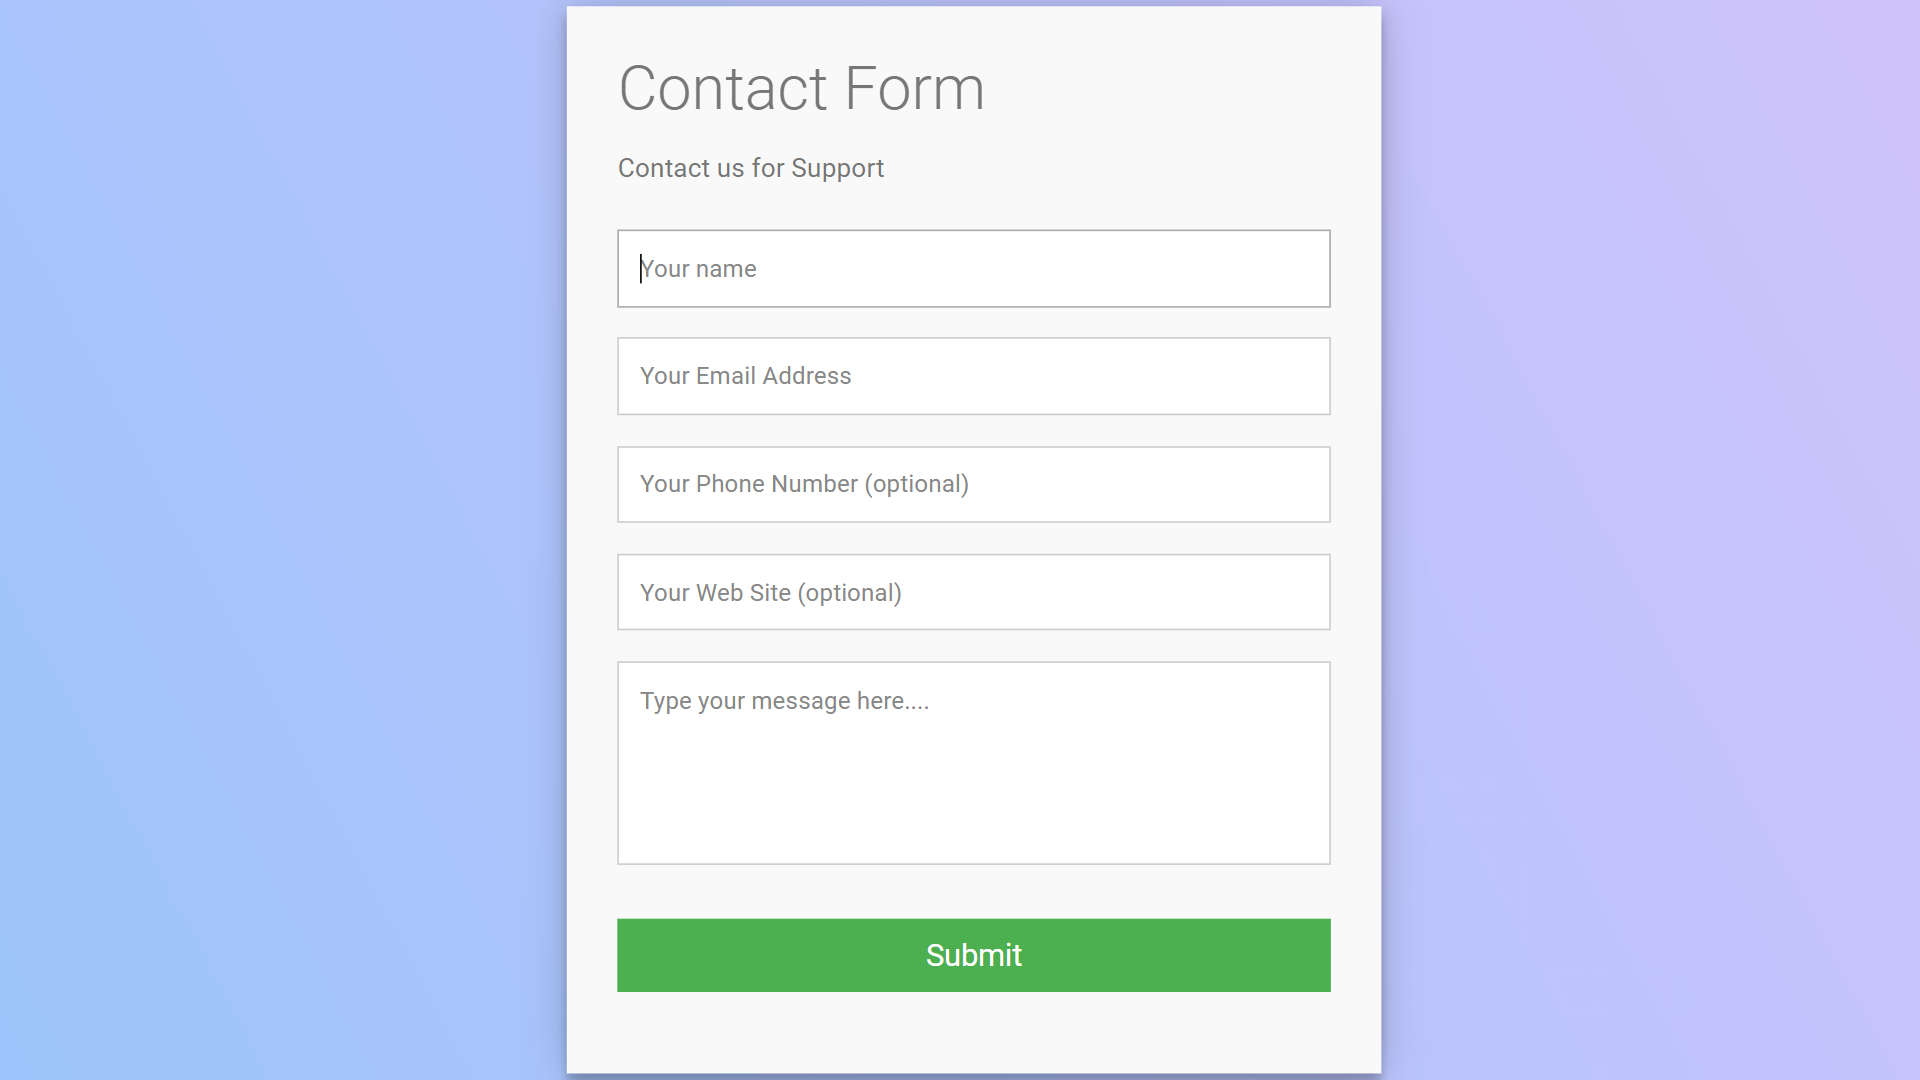 Contact Form
Contact us for Support
Your name
Your Email Address
Your Phone Number (optional)
Your Web Site (optional)
Type your message here....
Submit